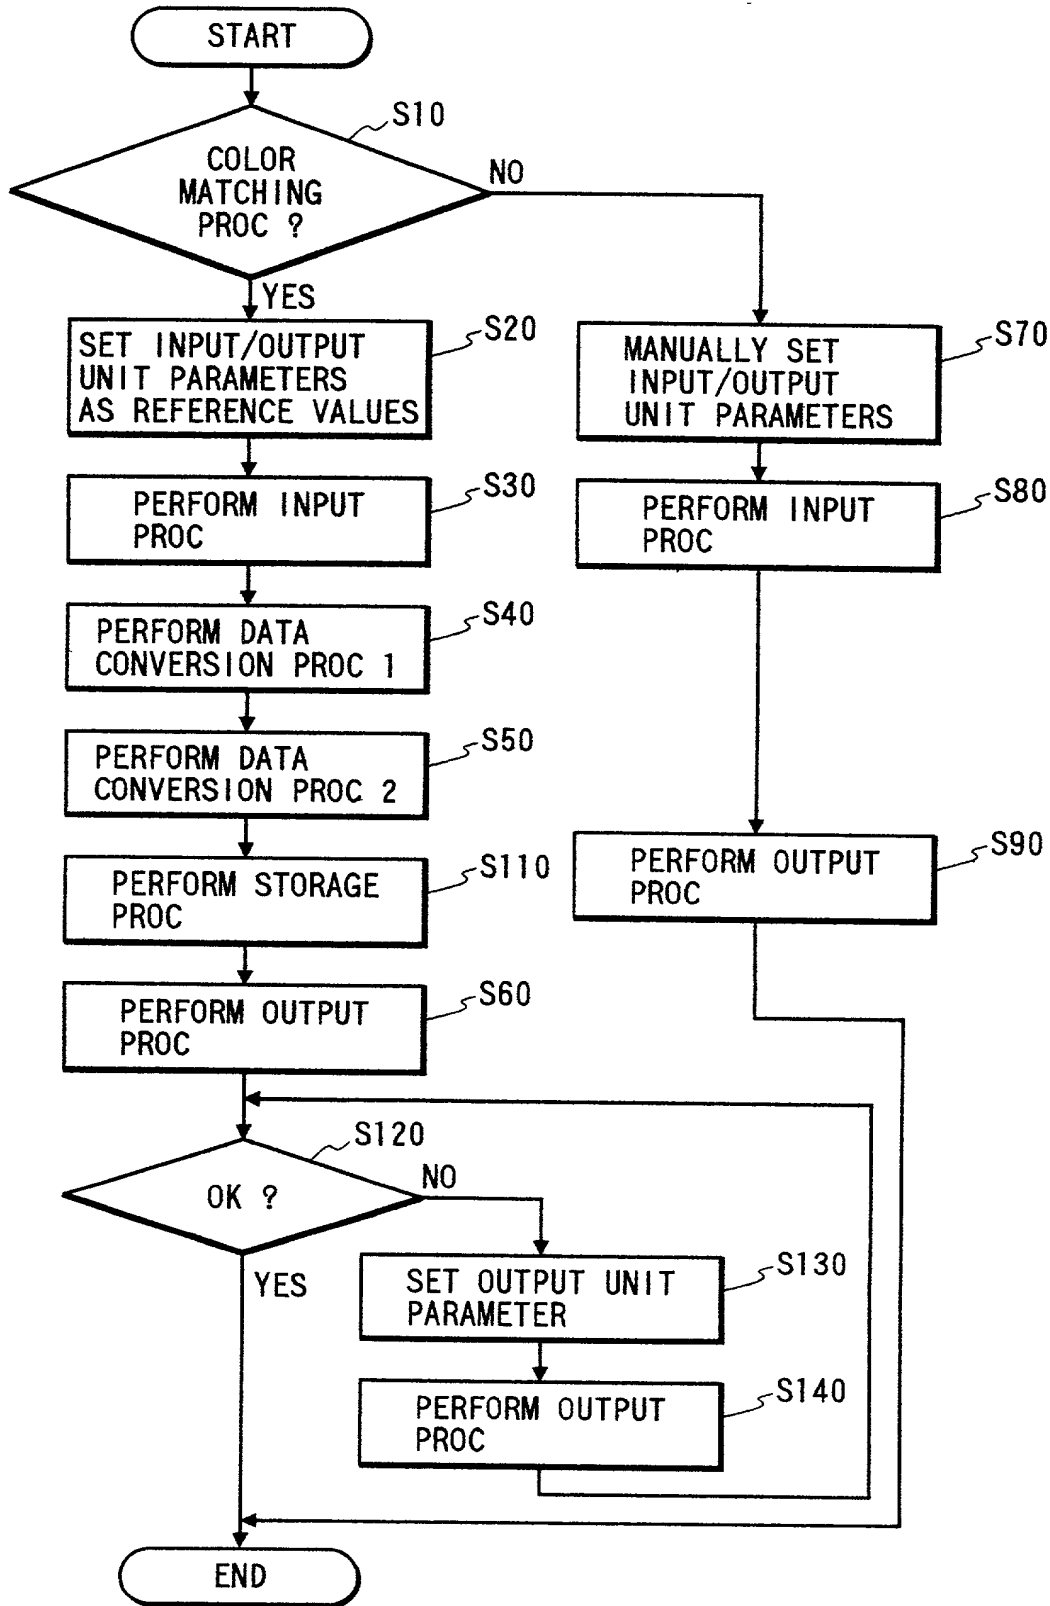 START
S10
COLOR
MATCHING
PROC ?
NO
YES
S20
SET INPUT/OUTPUT
UNIT PARAMETERS
AS REFERENCE VALUES
S70
MANUALLY SET
INPUT/OUTPUT
UNIT PARAMETERS
S30
PERFORM INPUT
PROC
S80
PERFORM INPUT
PROC
S40
PERFORM DATA
CONVERSION PROC 1
S50
PERFORM DATA
CONVERSION PROC 2
S90
PERFORM OUTPUT
PROC
S110
PERFORM STORAGE
PROC
S60
PERFORM OUTPUT
PROC
S120
OK ?
NO
YES
S130
SET OUTPUT UNIT
PARAMETER
S140
PERFORM OUTPUT
PROC
END